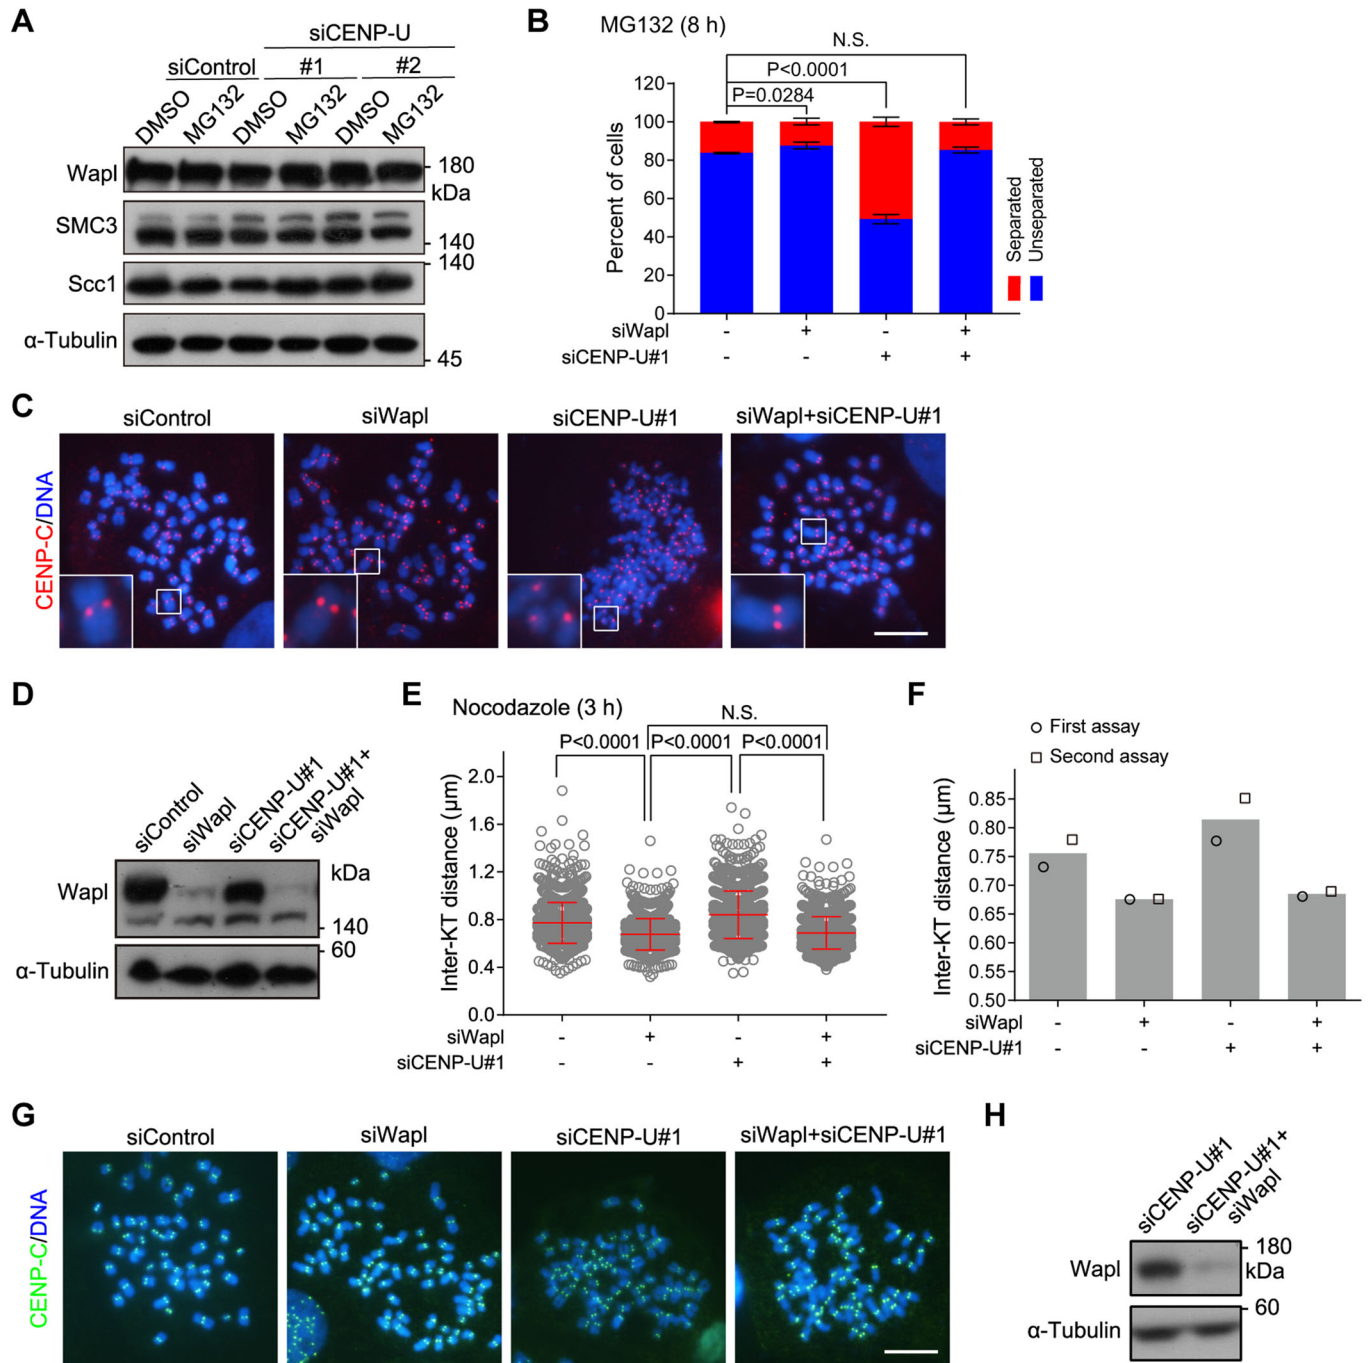 A
siCENP-U
siControl #1 #2
DMSO MG132 DMSO MG132 DMSO MG132
Wapl
180
kDa
SMC3
140
140
Scc1
α-Tubulin
45
B
MG132 (8 h)
N.S.
P<0.0001
P=0.0284
120
100
80
60
40
20
0
Percent of cells
Separated
Unseparated
siWapl - + - +
siCENP-U#1 - - + +
C
siControl siWapl siCENP-U#1 siWapl+siCENP-U#1
CENP-C/DNA
D
siControl
siWapl
siCENP-U#1
siCENP-U#1+
siWapl
kDa
Wapl
140
60
α-Tubulin
E
Nocodazole (3 h)
N.S.
P<0.0001 P<0.0001 P<0.0001
2.0
1.6
1.2
0.8
0.4
0.0
Inter-KT distance (μm)
siWapl - + - +
siCENP-U#1 - - + +
F
First assay
Second assay
0.85
0.80
0.75
0.70
0.65
0.60
0.55
0.50
Inter-KT distance (μm)
siWapl - + - +
siCENP-U#1 - - + +
G
siControl siWapl siCENP-U#1 siWapl+siCENP-U#1
CENP-C/DNA
H
siCENP-U#1
siCENP-U#1+
siWapl
180
Wapl
kDa
60
α-Tubulin